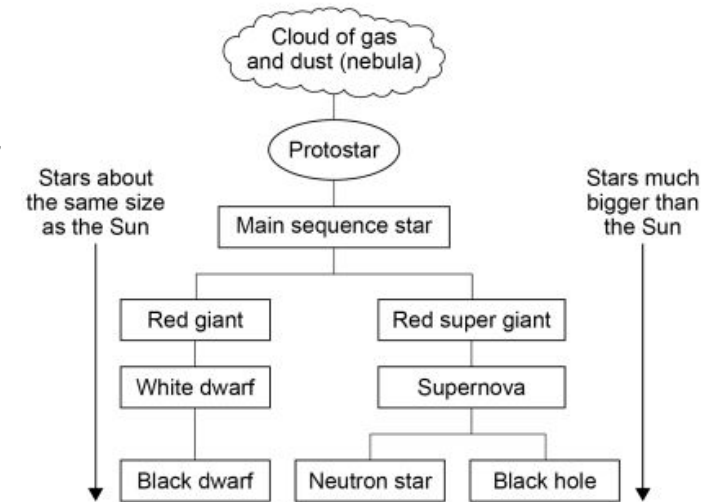 Cloud of gas
and dust (nebula)
Protostar
Stars about
the same size
as the Sun
Stars much
bigger than
the Sun
Main sequence star
Red giant
Red super giant
White dwarf
Supernova
Black dwarf
Neutron star
Black hole